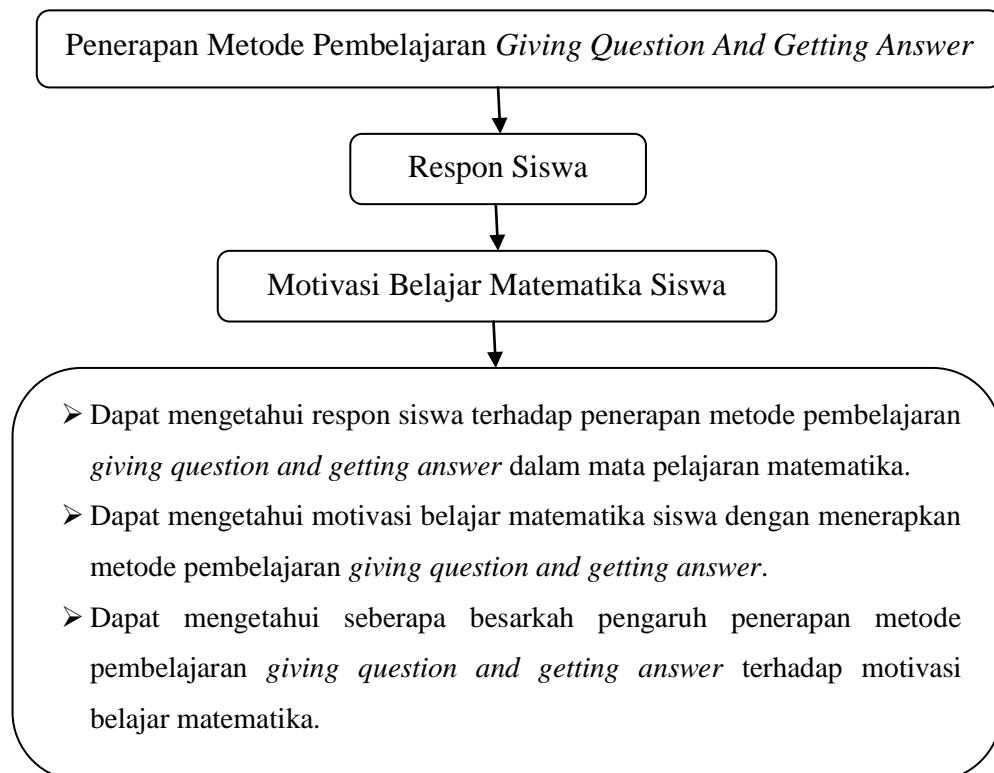 Penerapan Metode Pembelajaran Giving Question And Getting Answer
Respon Siswa
Motivasi Belajar Matematika Siswa
➢ Dapat mengetahui respon siswa terhadap penerapan metode pembelajaran
giving question and getting answer dalam mata pelajaran matematika.
➢ Dapat mengetahui motivasi belajar matematika siswa dengan menerapkan
metode pembelajaran giving question and getting answer.
➢ Dapat mengetahui seberapa besarkah pengaruh penerapan metode
pembelajaran giving question and getting answer terhadap motivasi
belajar matematika.